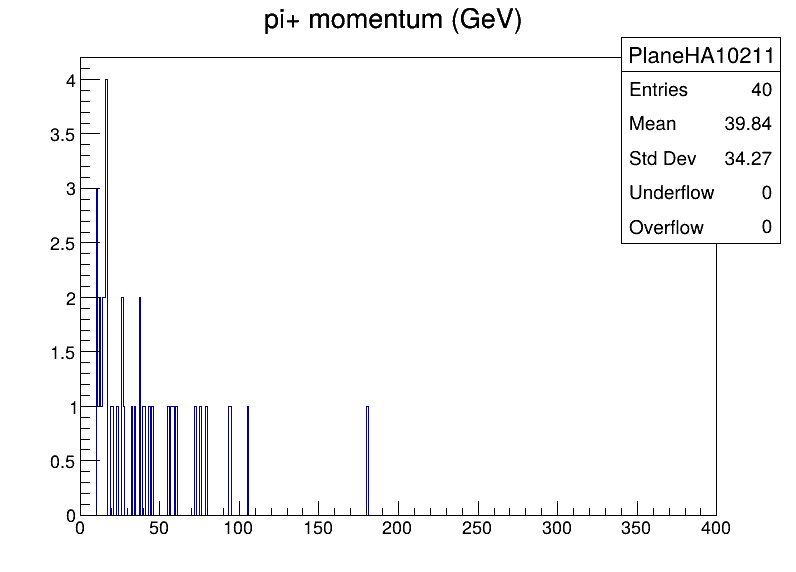 pi+ momentum (GeV)
PlaneHA10211
Entries 40
Mean 39.84
Std Dev 34.27
Underflow 0
Overflow 0
4
3.5
3
2.5
2
1.5
1
0.5
0
0 50 100 150 200 250 300 350 400